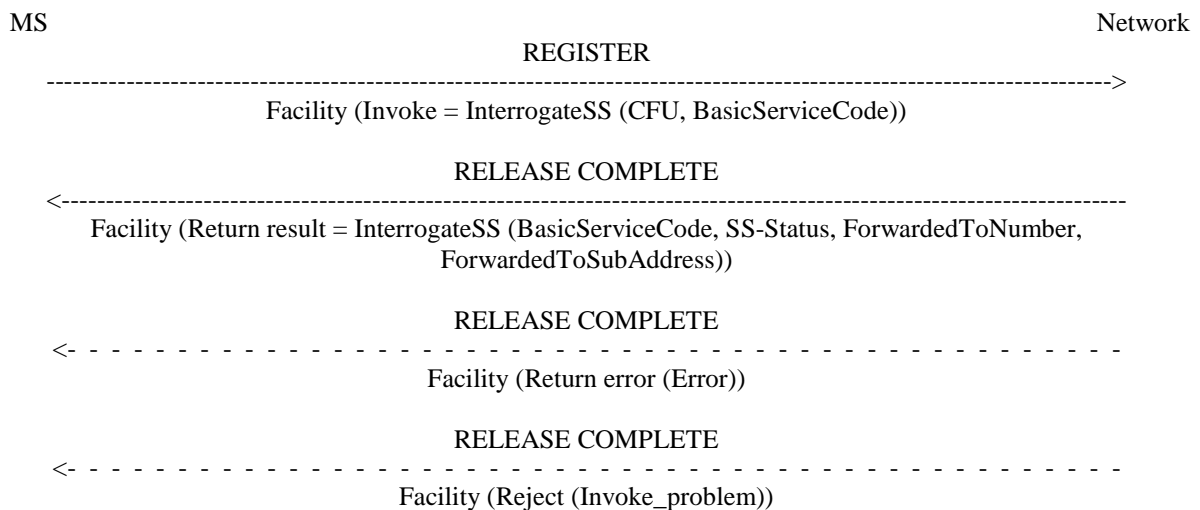 MS Network
REGISTER
Facility (Invoke = InterrogateSS (CFU, BasicServiceCode))
RELEASE COMPLETE
Facility (Return result = InterrogateSS (BasicServiceCode, SS-Status, ForwardedToNumber,
ForwardedToSubAddress))
RELEASE COMPLETE
Facility (Return error (Error))
RELEASE COMPLETE
Facility (Reject (Invoke_problem))